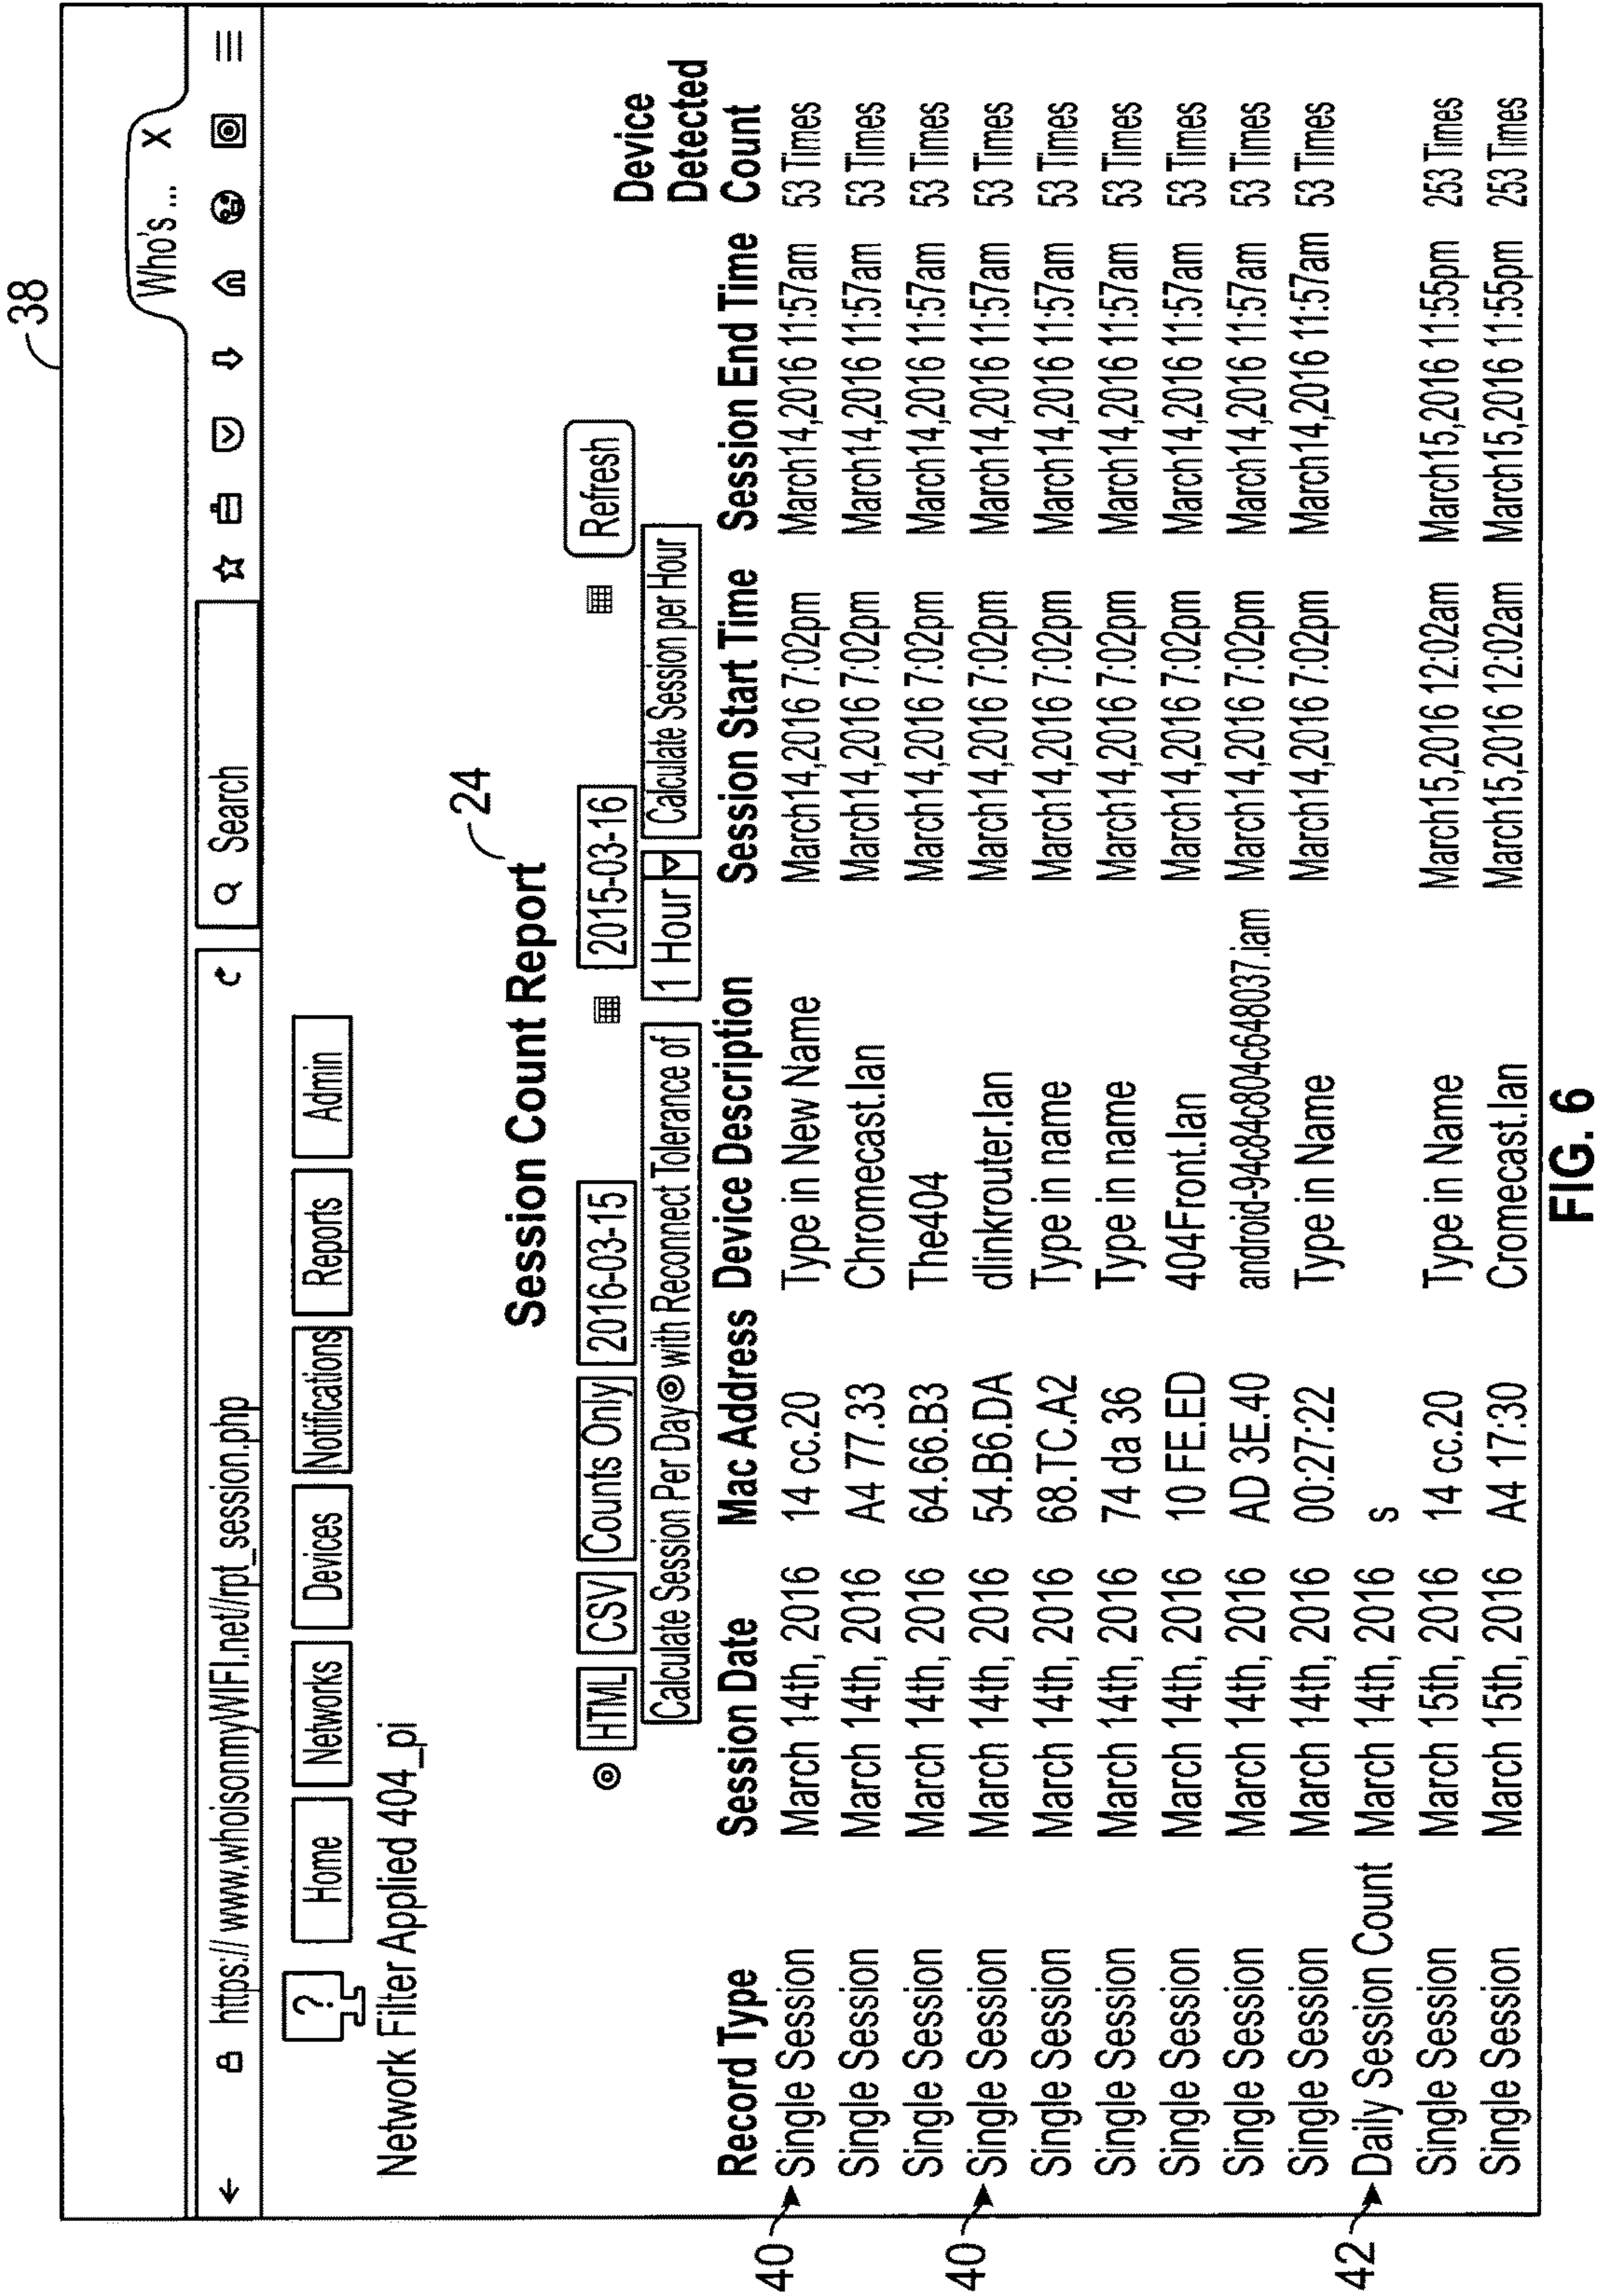 38
Who's ... X
https:// www.whoisonmyWIFI.net/rpt_session.php
Search
?
Home Networks Devices Notifications Reports Admin
Network Filter Applied 404_pi
Session Count Report
24
HTML CSV Counts Only 2016-03-15 2015-03-16 Refresh
Calculate Session Per Day with Reconnect Tolerance of 1 Hour Calculate Session per Hour
Record Type Session Date Mac Address Device Description Session Start Time Session End Time Device Detected Count
40 Single Session March 14th, 2016 14 cc.20 Type in New Name March14,2016 7:02pm March14,2016 11:57am 53 Times
Single Session March 14th, 2016 A4 77.33 Chromecast.lan March14,2016 7:02pm March14,2016 11:57am 53 Times
Single Session March 14th, 2016 64.66.B3 The404 March14,2016 7:02pm March14,2016 11:57am 53 Times
40 Single Session March 14th, 2016 54.B6.DA dlinkrouter.lan March14,2016 7:02pm March14,2016 11:57am 53 Times
Single Session March 14th, 2016 68.TC.A2 Type in name March14,2016 7:02pm March14,2016 11:57am 53 Times
Single Session March 14th, 2016 74 da 36 Type in name March14,2016 7:02pm March14,2016 11:57am 53 Times
Single Session March 14th, 2016 10 FE.ED 404Front.lan March14,2016 7:02pm March14,2016 11:57am 53 Times
Single Session March 14th, 2016 AD 3E.40 android-94c84c804c648037.iam March14,2016 7:02pm March14,2016 11:57am 53 Times
Single Session March 14th, 2016 00:27:22 Type in Name March14,2016 7:02pm March14,2016 11:57am 53 Times
42 Daily Session Count March 14th, 2016 s
Single Session March 15th, 2016 14 cc.20 Type in Name March15,2016 12:02am March15,2016 11:55pm 253 Times
Single Session March 15th, 2016 A4 17:30 Cromecast.lan March15,2016 12:02am March15,2016 11:55pm 253 Times
FIG. 6